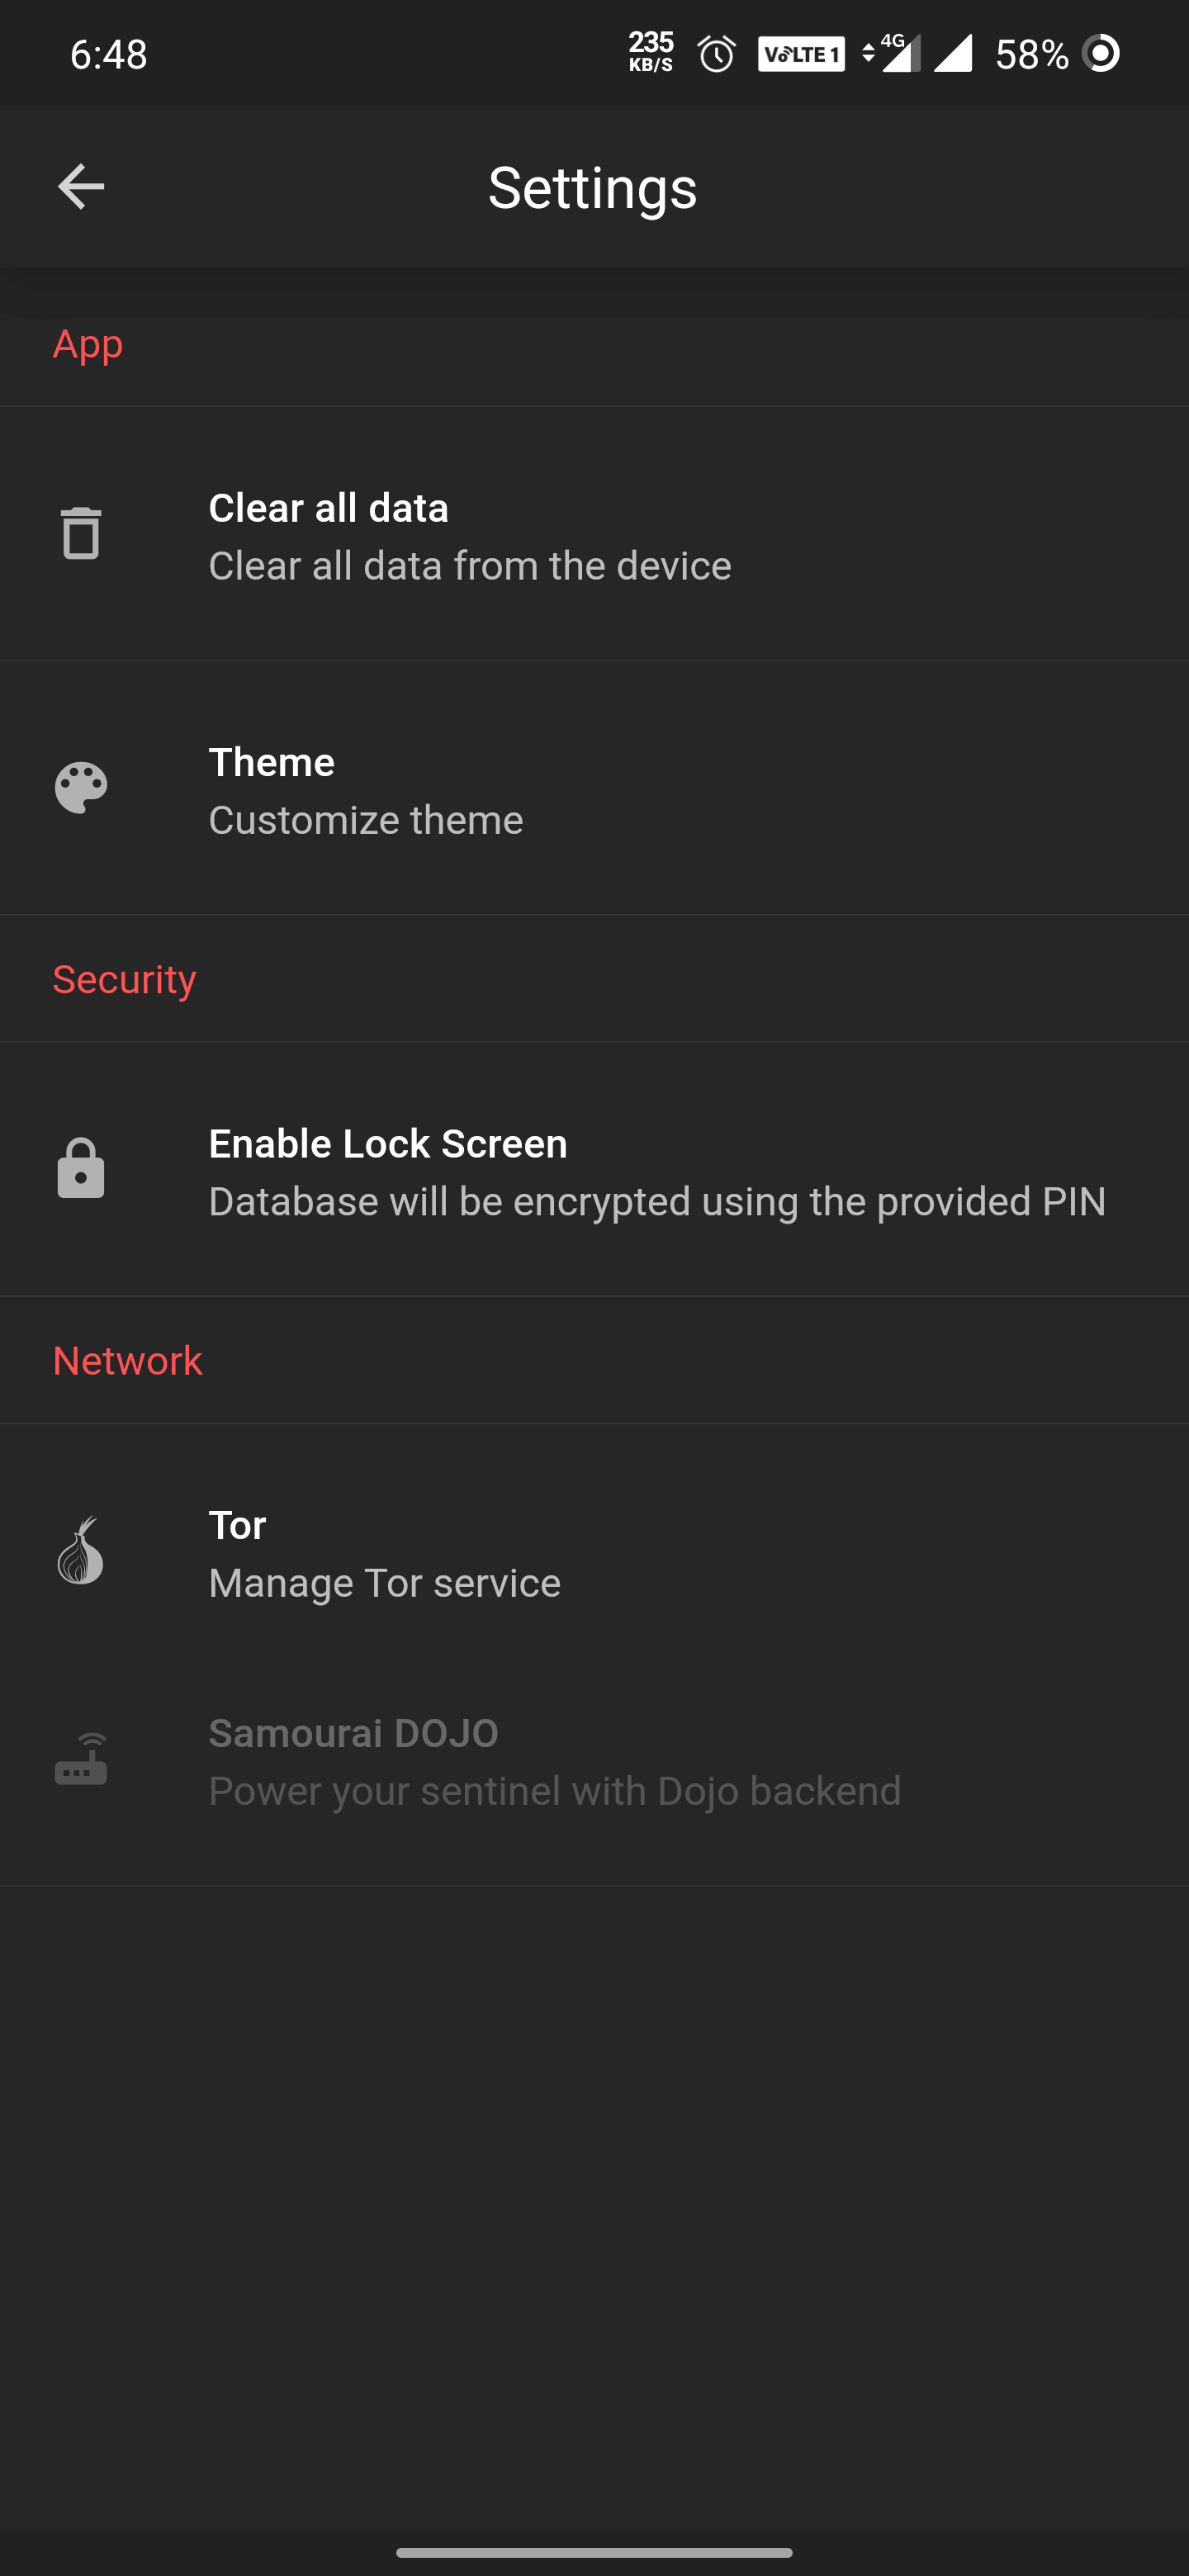 6:48
235
KB/S
VoLTE 1
4G
58%
Settings
App
Clear all data
Clear all data from the device
Theme
Customize theme
Security
Enable Lock Screen
Database will be encrypted using the provided PIN
Network
Tor
Manage Tor service
Samourai DOJO
Power your sentinel with Dojo backend